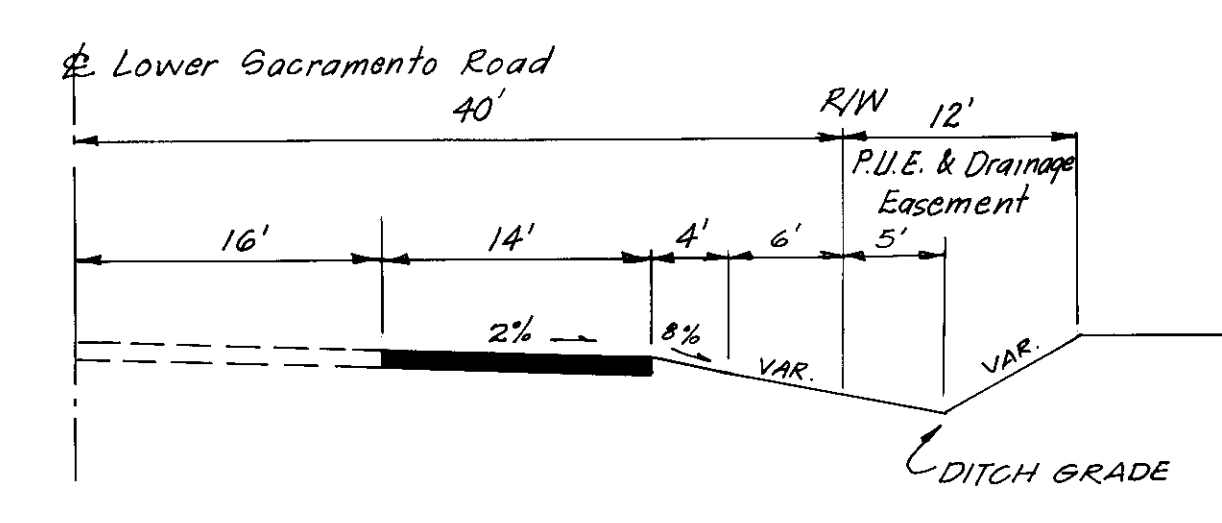 ℄ Lower Sacramento Road
40'
R/W
12'
P.U.E. & Drainage
Easement
16'
14'
4'
6'
5'
2%
8%
VAR.
VAR.
DITCH GRADE